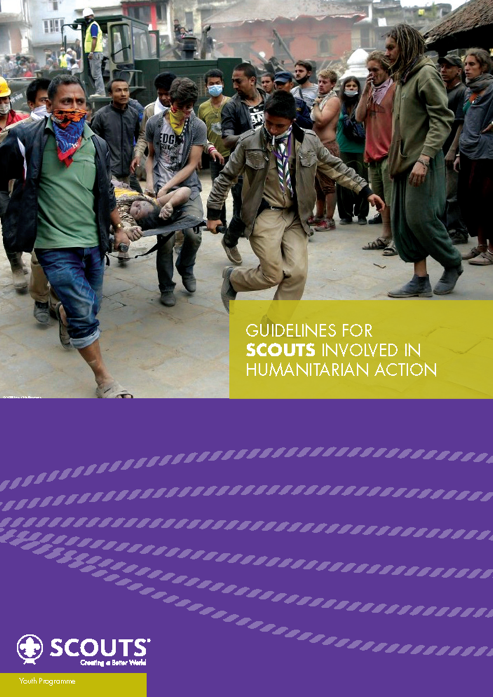 GUIDELINES FOR
SCOUTS INVOLVED IN
HUMANITARIAN ACTION
SCOUTS®
Creating a Better World
Youth Programme